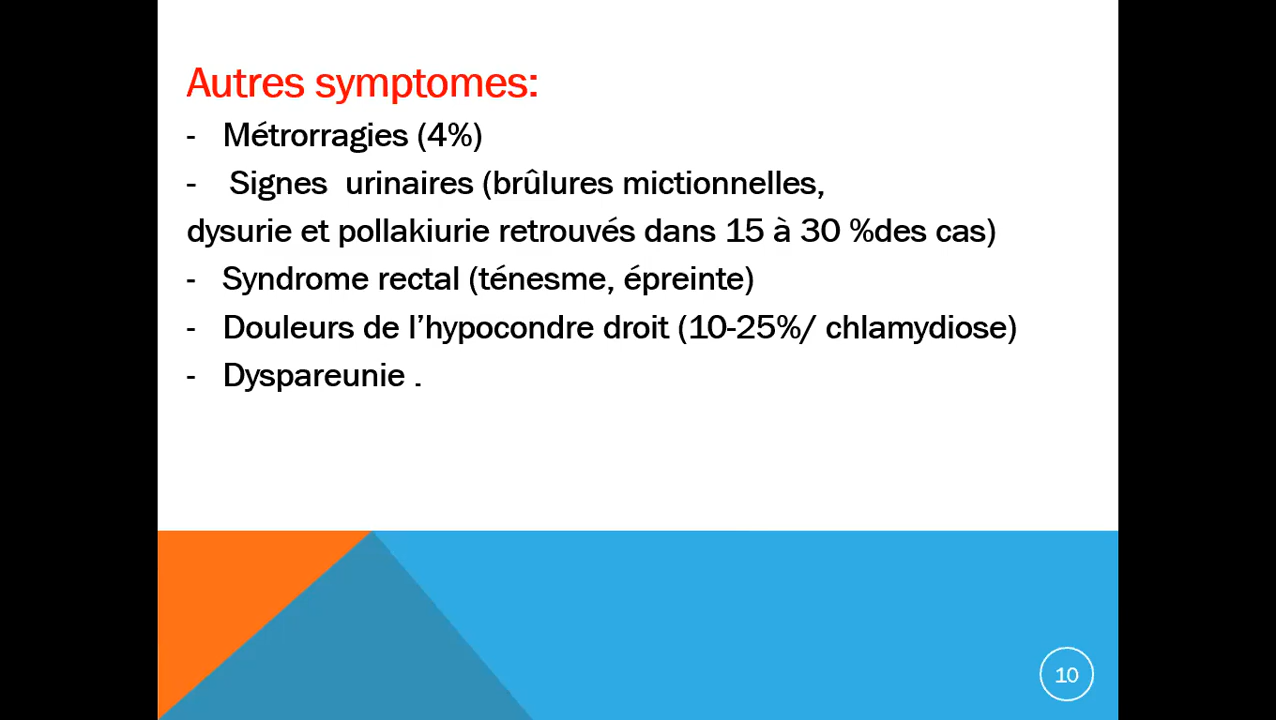 Autres symptomes:
- Métrorragies (4%)
- Signes urinaires (brûlures mictionnelles,
dysurie et pollakiurie retrouvés dans 15 à 30 %des cas)
- Syndrome rectal (ténesme, épreinte)
- Douleurs de l’hypocondre droit (10-25%/ chlamydiose)
- Dyspareunie .
10